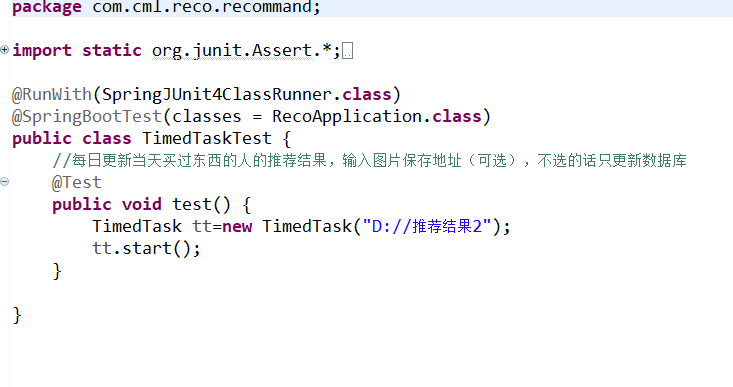 package com.cml.reco.recommand;
import static org.junit.Assert.*;
@RunWith(SpringJUnit4ClassRunner.class)
@SpringBootTest(classes = RecoApplication.class)
public class TimedTaskTest {
//每日更新当天买过东西的人的推荐结果，输入图片保存地址（可选），不选的话只更新数据库
@Test
public void test() {
TimedTask tt=new TimedTask("D://推荐结果2");
tt.start();
}
}